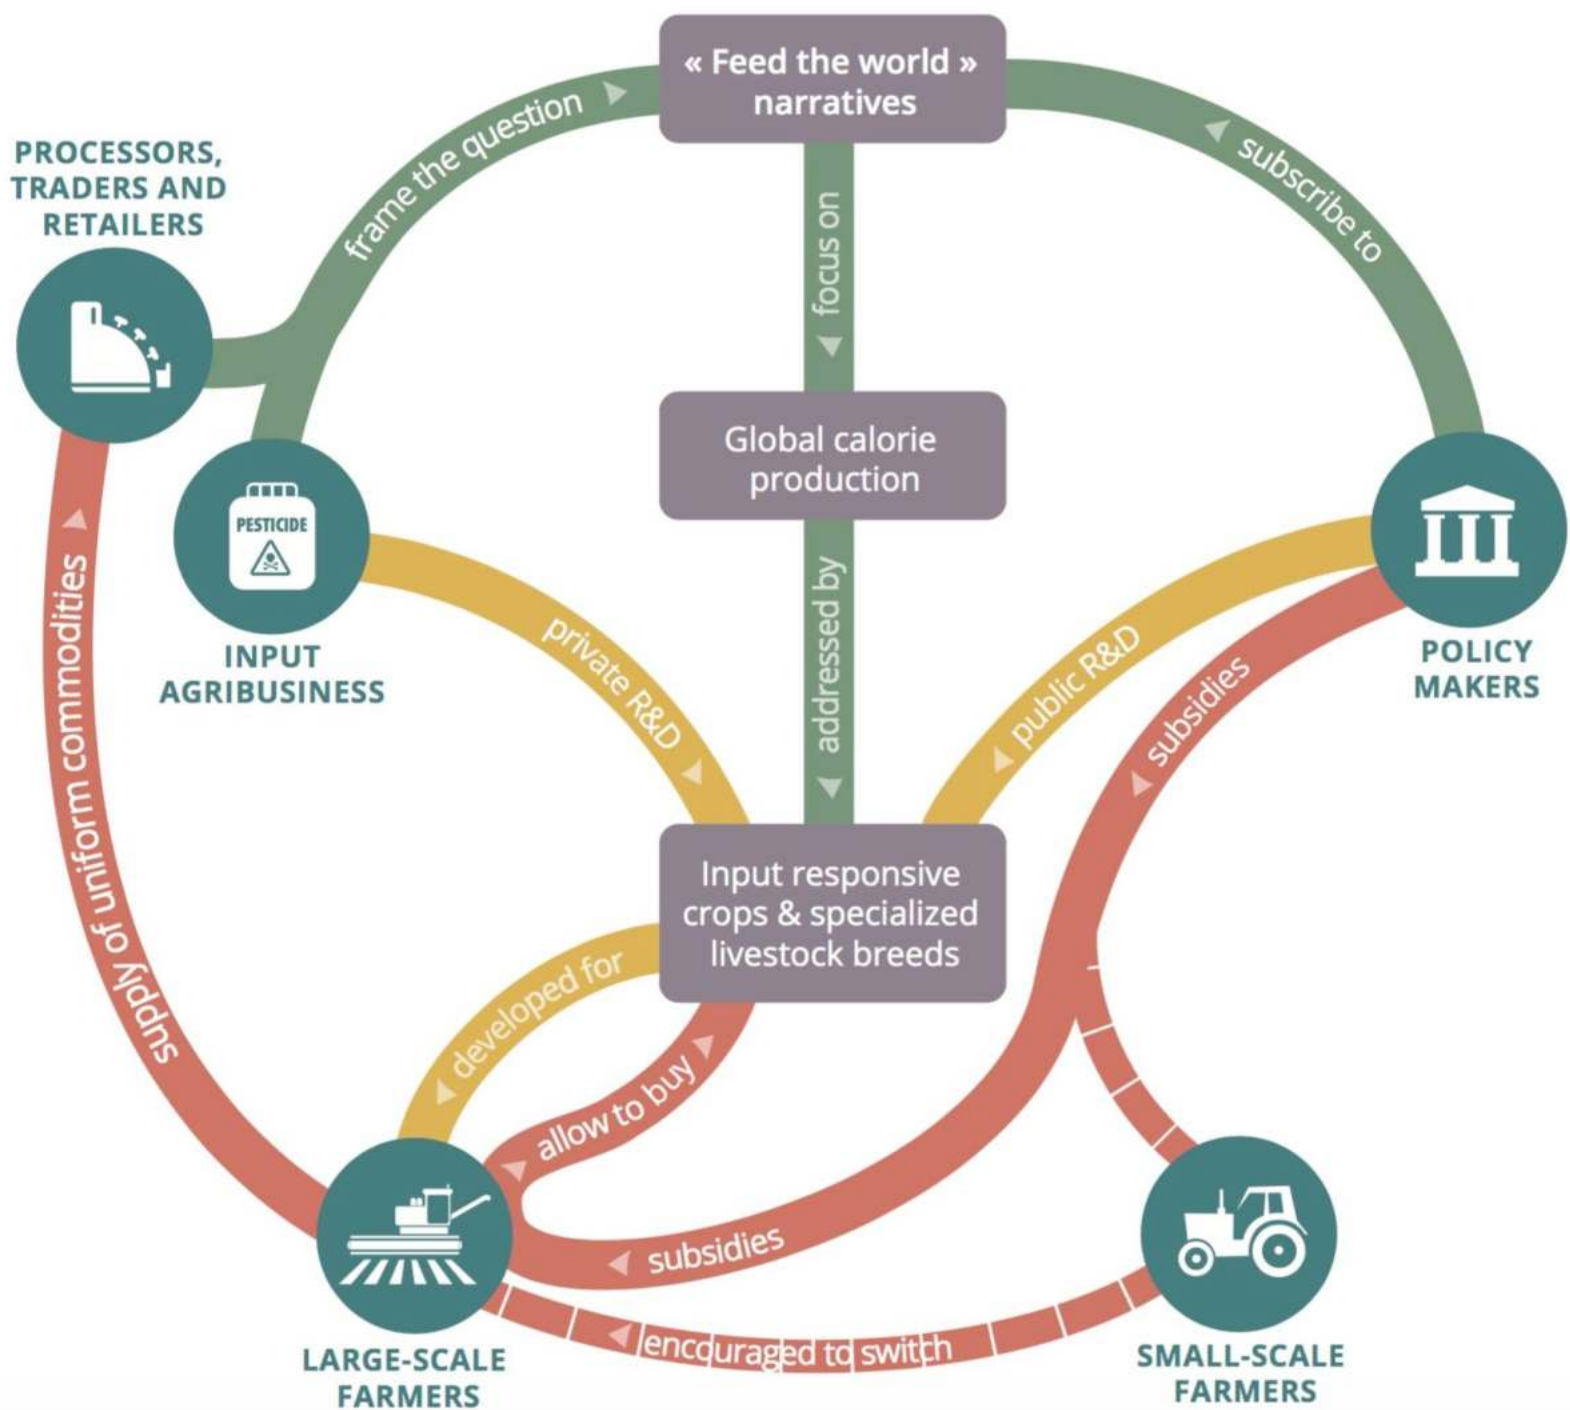 « Feed the world »
narratives
frame the question
subscribe to
PROCESSORS,
TRADERS AND
RETAILERS
focus on
Global calorie
production
PESTICIDE
INPUT
AGRIBUSINESS
POLICY
MAKERS
addressed by
private R&D
public R&D
subsidies
supply of uniform commodities
Input responsive
crops & specialized
livestock breeds
developed for
allow to buy
subsidies
encouraged to switch
LARGE-SCALE
FARMERS
SMALL-SCALE
FARMERS